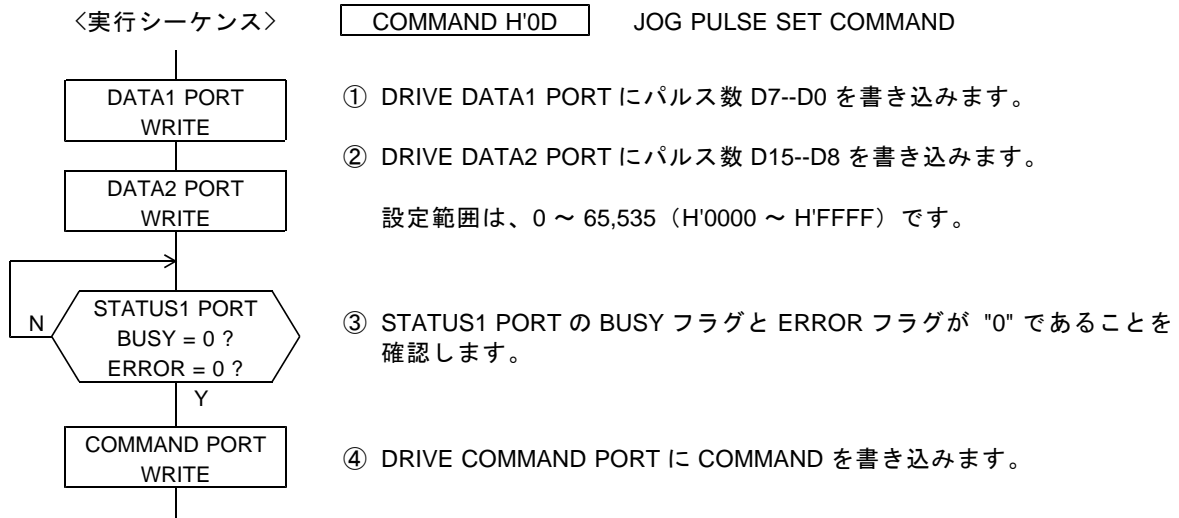 〈実行シーケンス〉 COMMAND H'0D JOG PULSE SET COMMAND
DATA1 PORT
WRITE
① DRIVE DATA1 PORT にパルス数 D7--D0 を書き込みます。
② DRIVE DATA2 PORT にパルス数 D15--D8 を書き込みます。
DATA2 PORT
WRITE
設定範囲は、0 ～ 65,535（H'0000 ～ H'FFFF）です。
N
STATUS1 PORT
BUSY = 0 ?
ERROR = 0 ?
Y
③ STATUS1 PORT の BUSY フラグと ERROR フラグが "0" であることを
確認します。
COMMAND PORT
WRITE
④ DRIVE COMMAND PORT に COMMAND を書き込みます。